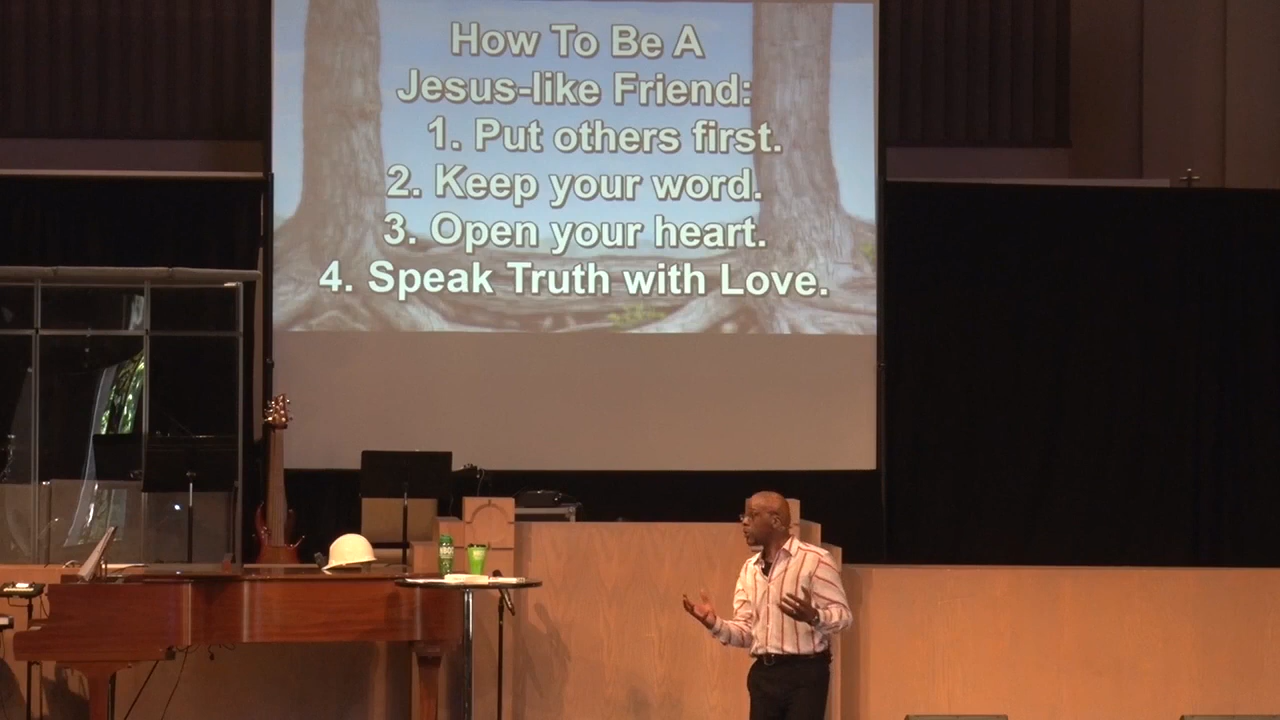 How To Be A
Jesus-like Friend:
1. Put others first.
2. Keep your word.
3. Open your heart.
4. Speak Truth with Love.